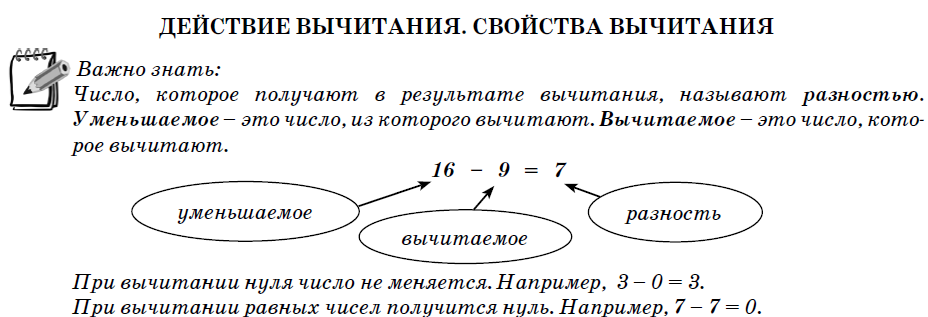 ДЕЙСТВИЕ ВЫЧИТАНИЯ. СВОЙСТВА ВЫЧИТАНИЯ
Важно знать:
Число, которое получают в результате вычитания, называют разностью.
Уменьшаемое – это число, из которого вычитают. Вычитаемое – это число, кото-
рое вычитают.
16 – 9 = 7
уменьшаемое
вычитаемое
разность
При вычитании нуля число не меняется. Например, 3 – 0 = 3.
При вычитании равных чисел получится нуль. Например, 7 – 7 = 0.